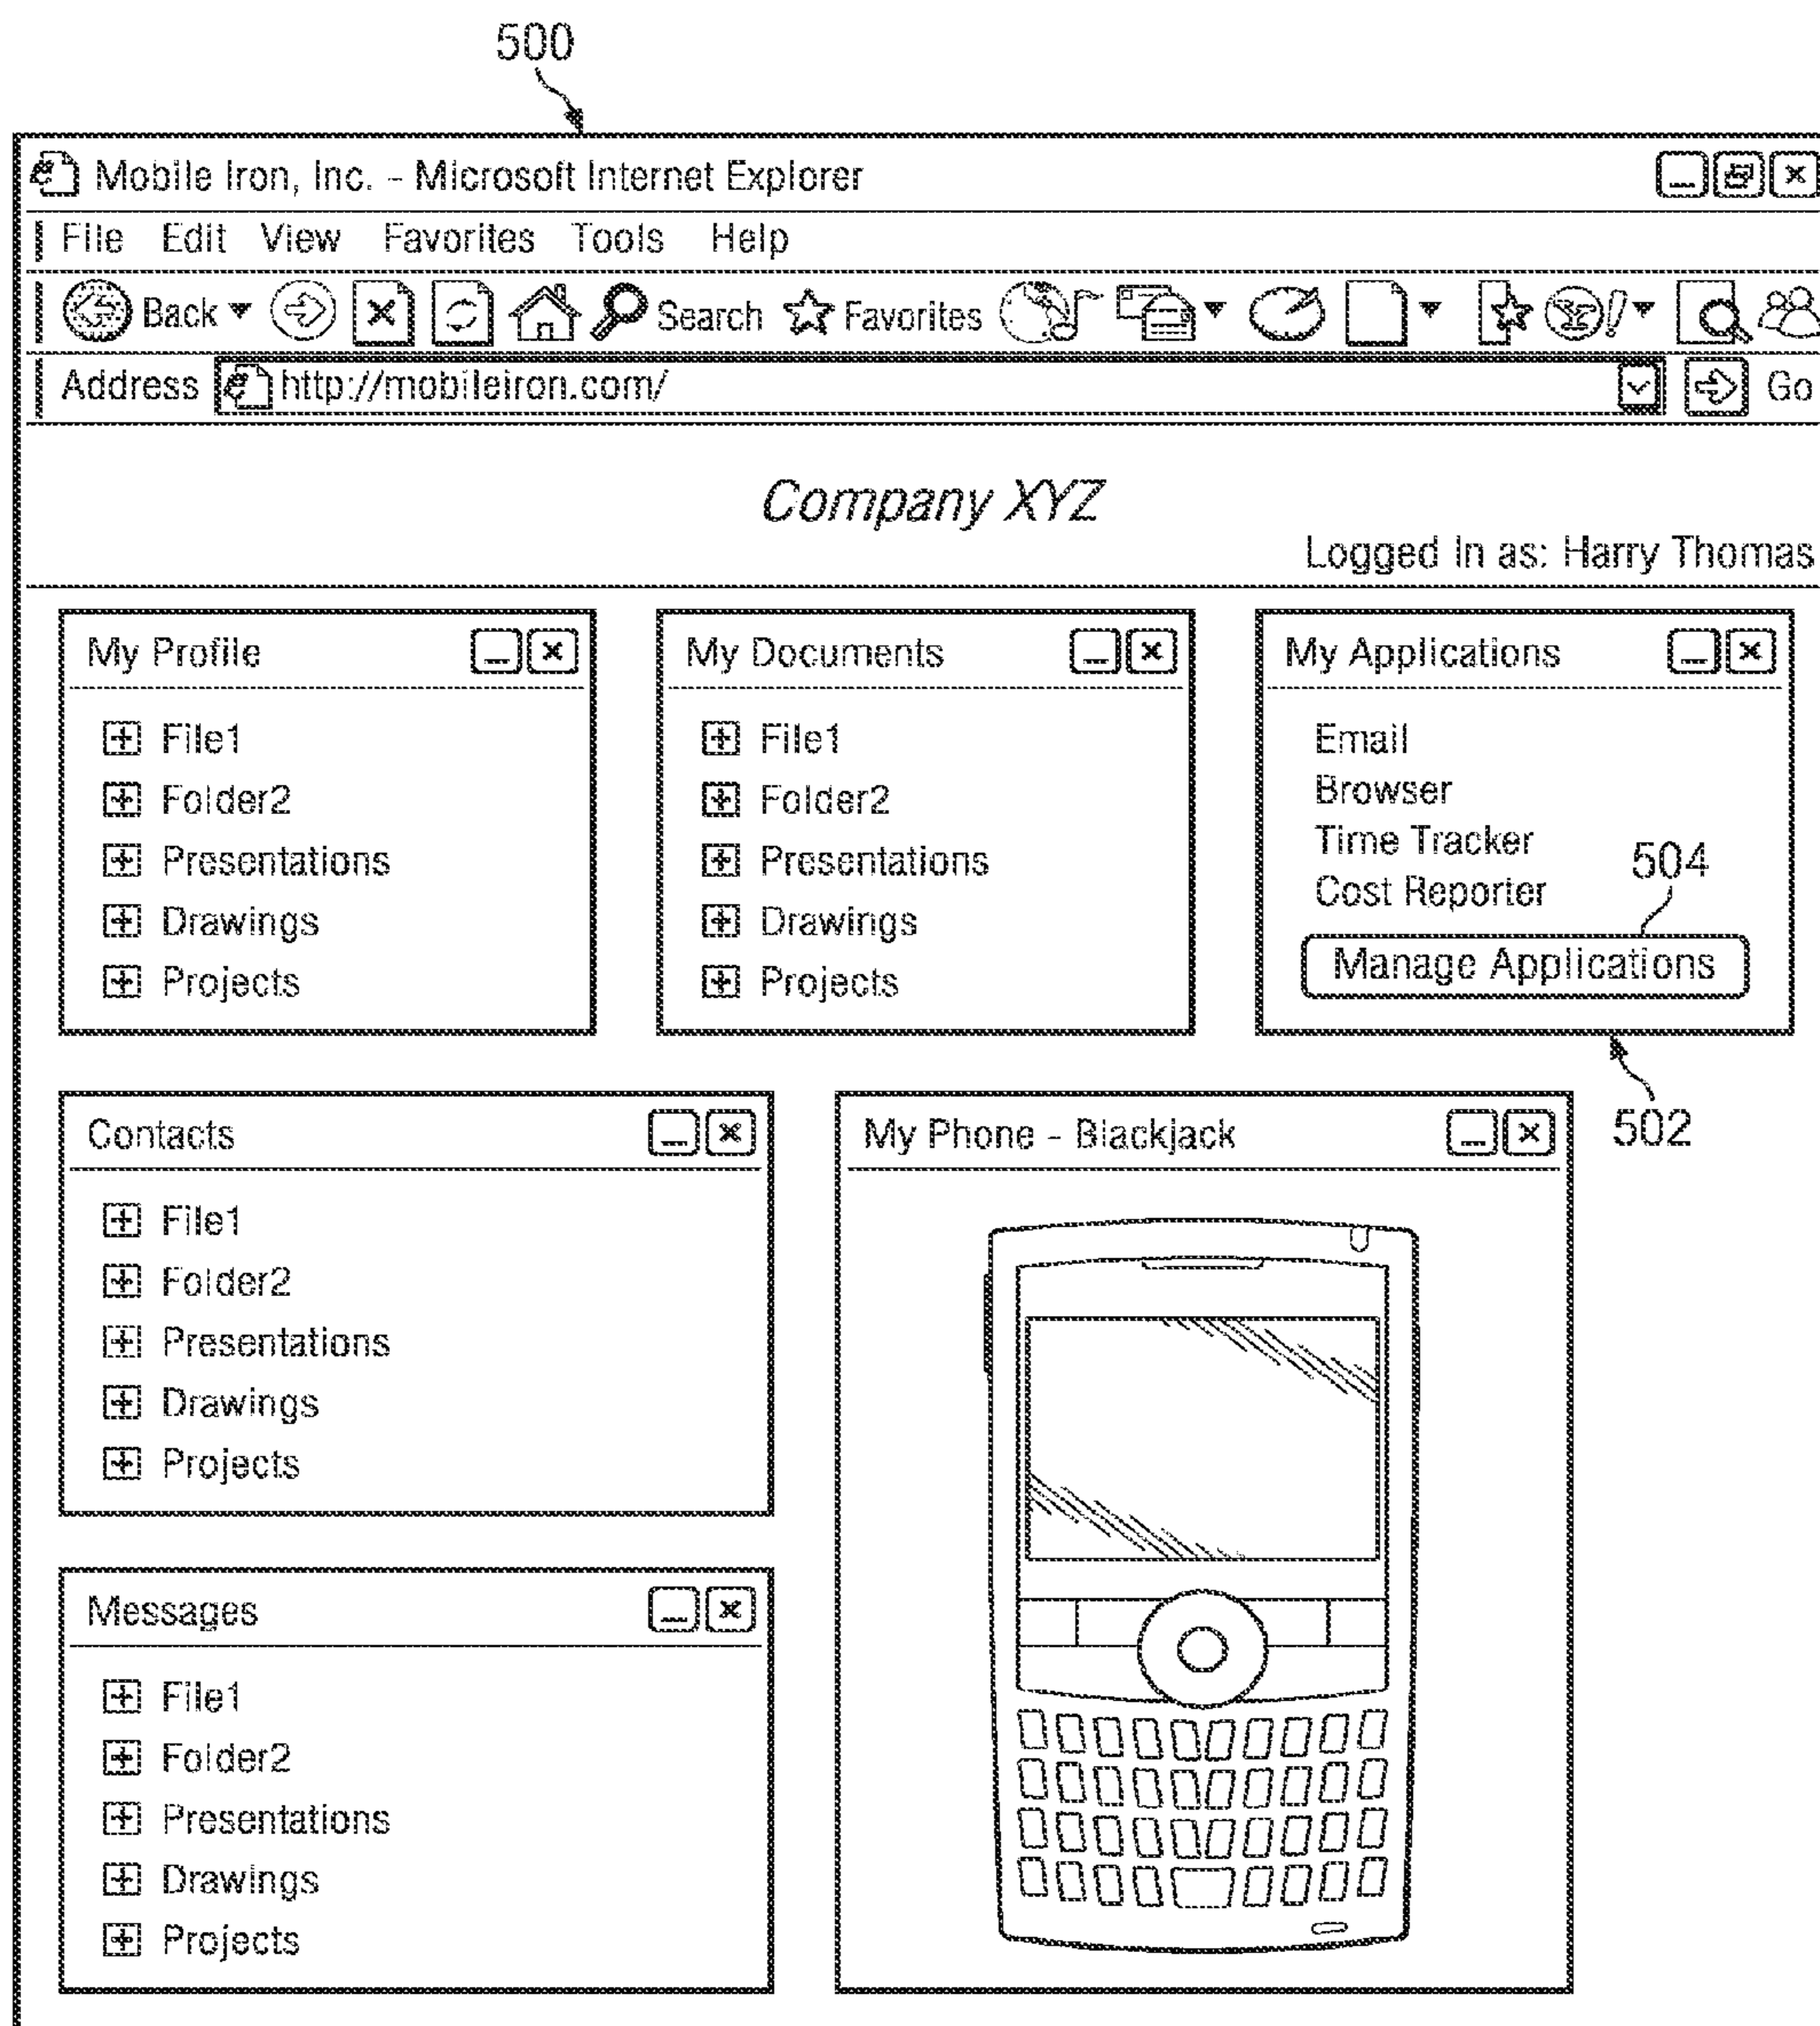 500
Mobile Iron, Inc. - Microsoft Internet Explorer
File Edit View Favorites Tools Help
Back Search Favorites
Address http://mobileiron.com/ Go
Company XYZ
Logged In as: Harry Thomas
My Profile
File1
Folder2
Presentations
Drawings
Projects
My Documents
File1
Folder2
Presentations
Drawings
Projects
My Applications
Email
Browser
Time Tracker
Cost Reporter
504
Manage Applications
502
Contacts
File1
Folder2
Presentations
Drawings
Projects
My Phone - Blackjack
Messages
File1
Folder2
Presentations
Drawings
Projects